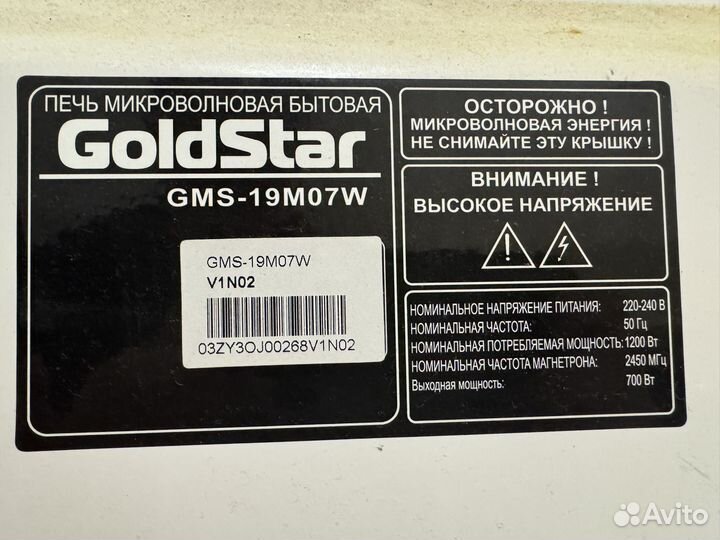 ПЕЧЬ МИКРОВОЛНОВАЯ БЫТОВАЯ
GoldStar
GMS-19M07W
GMS-19M07W
V1N02
03ZY3OJ00268V1N02
ОСТОРОЖНО !
МИКРОВОЛНОВАЯ ЭНЕРГИЯ !
НЕ СНИМАЙТЕ ЭТУ КРЫШКУ !
ВНИМАНИЕ !
ВЫСОКОЕ НАПРЯЖЕНИЕ
НОМИНАЛЬНОЕ НАПРЯЖЕНИЕ ПИТАНИЯ: 220-240 В
НОМИНАЛЬНАЯ ЧАСТОТА: 50 Гц
НОМИНАЛЬНАЯ ПОТРЕБЛЯЕМАЯ МОЩНОСТЬ: 1200 Вт
НОМИНАЛЬНАЯ ЧАСТОТА МАГНЕТРОНА: 2450 МГц
Выходная мощность: 700 Вт
Avito